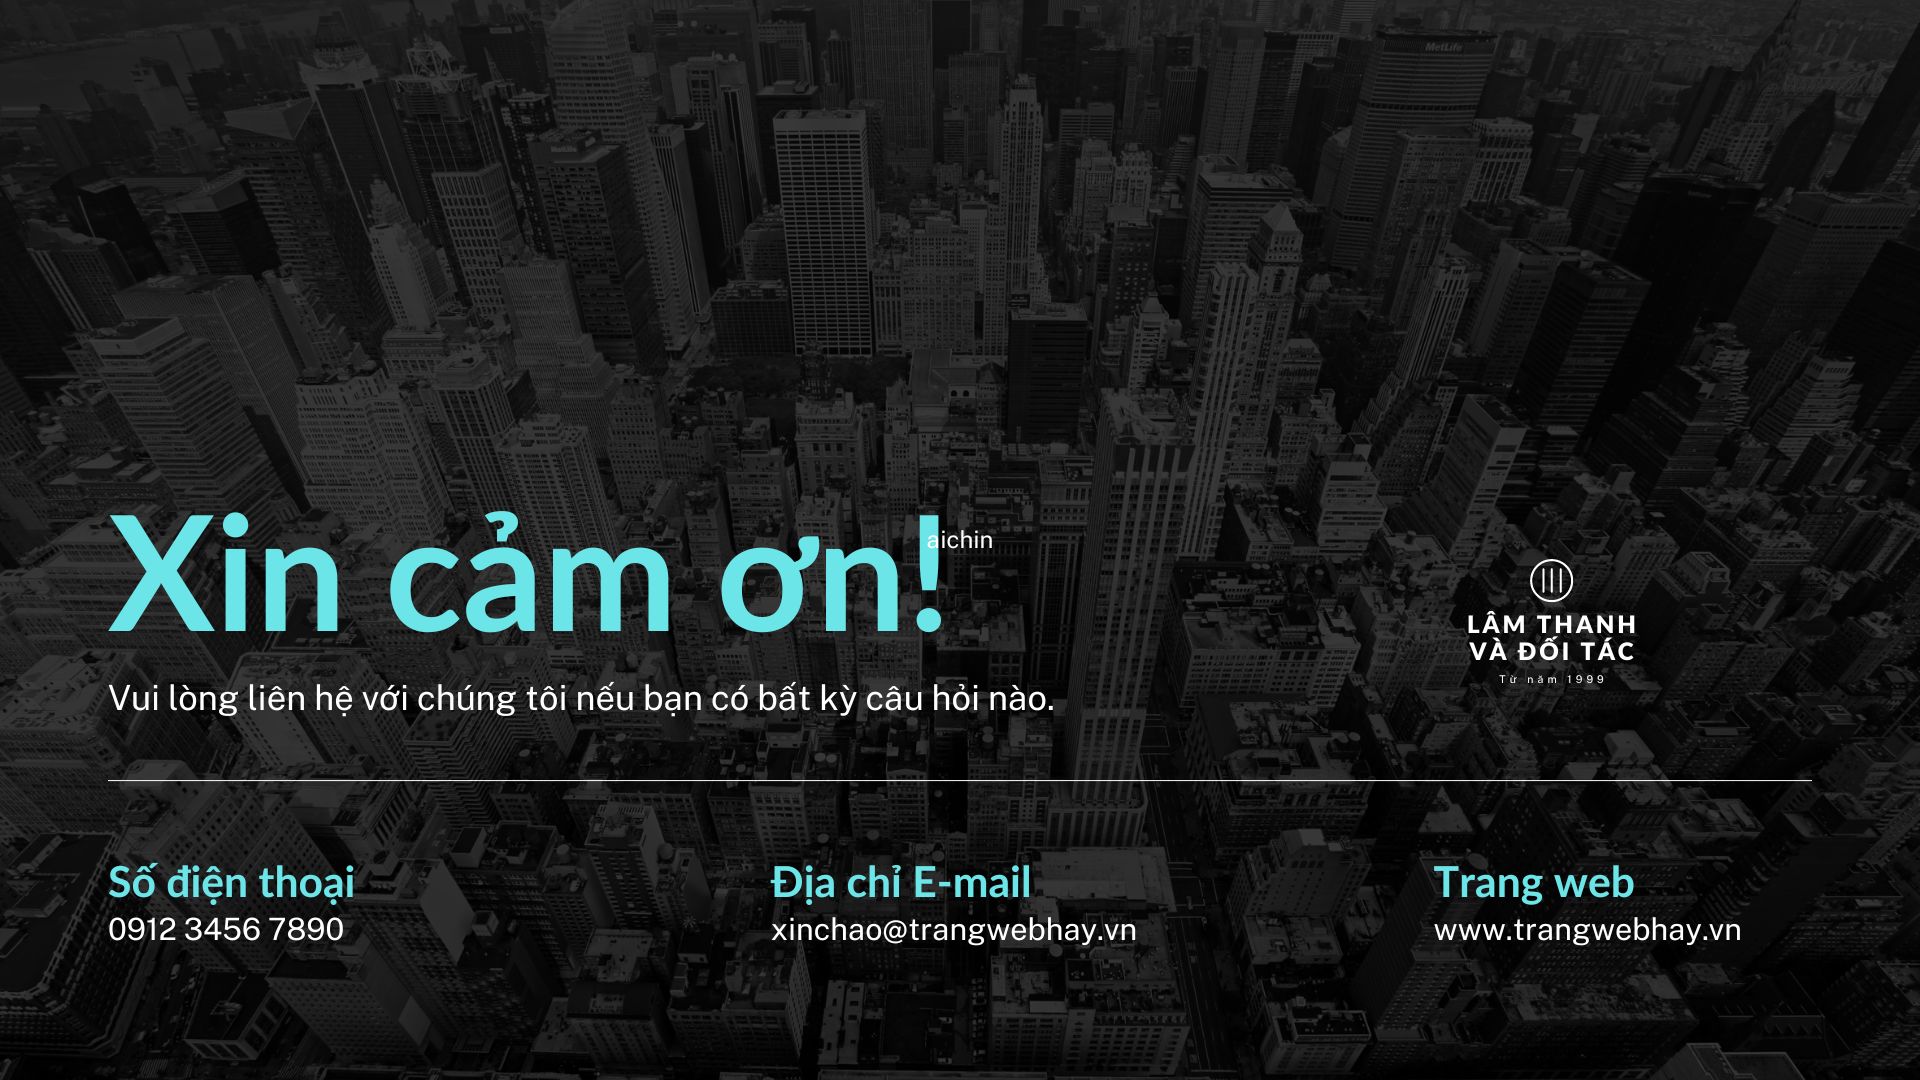 MetLife
Xin cảm ơn!
aichin
Vui lòng liên hệ với chúng tôi nếu bạn có bất kỳ câu hỏi nào.
LÂM THANH
VÀ ĐỐI TÁC
Từ năm 1999
Số điện thoại
0912 3456 7890
Địa chỉ E-mail
xinchao@trangwebhay.vn
Trang web
www.trangwebhay.vn